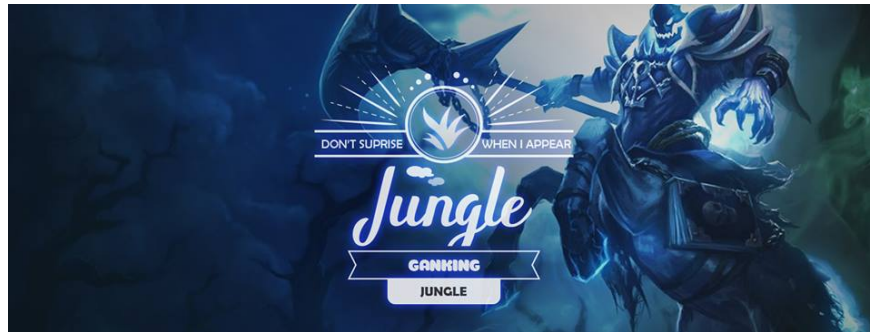 DON'T SUPRISE WHEN I APPEAR
Jungle
GANKING
JUNGLE